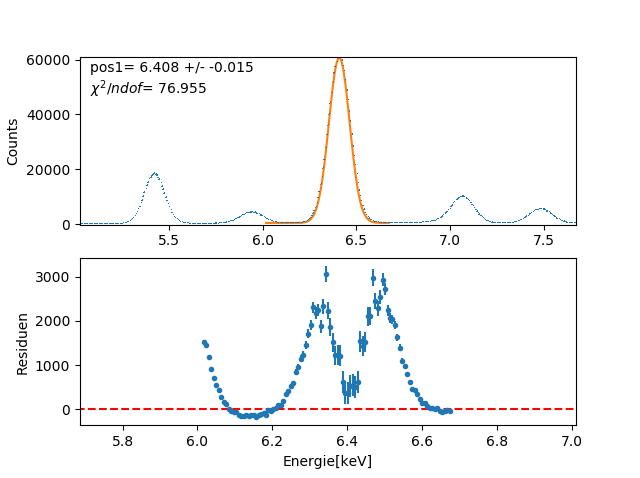 60000
pos1= 6.408 +/- -0.015
χ²/ndof= 76.955
40000
Counts
20000
0
5.5 6.0 6.5 7.0 7.5
3000
2000
Residuen
1000
0
5.8 6.0 6.2 6.4 6.6 6.8 7.0
Energie[keV]